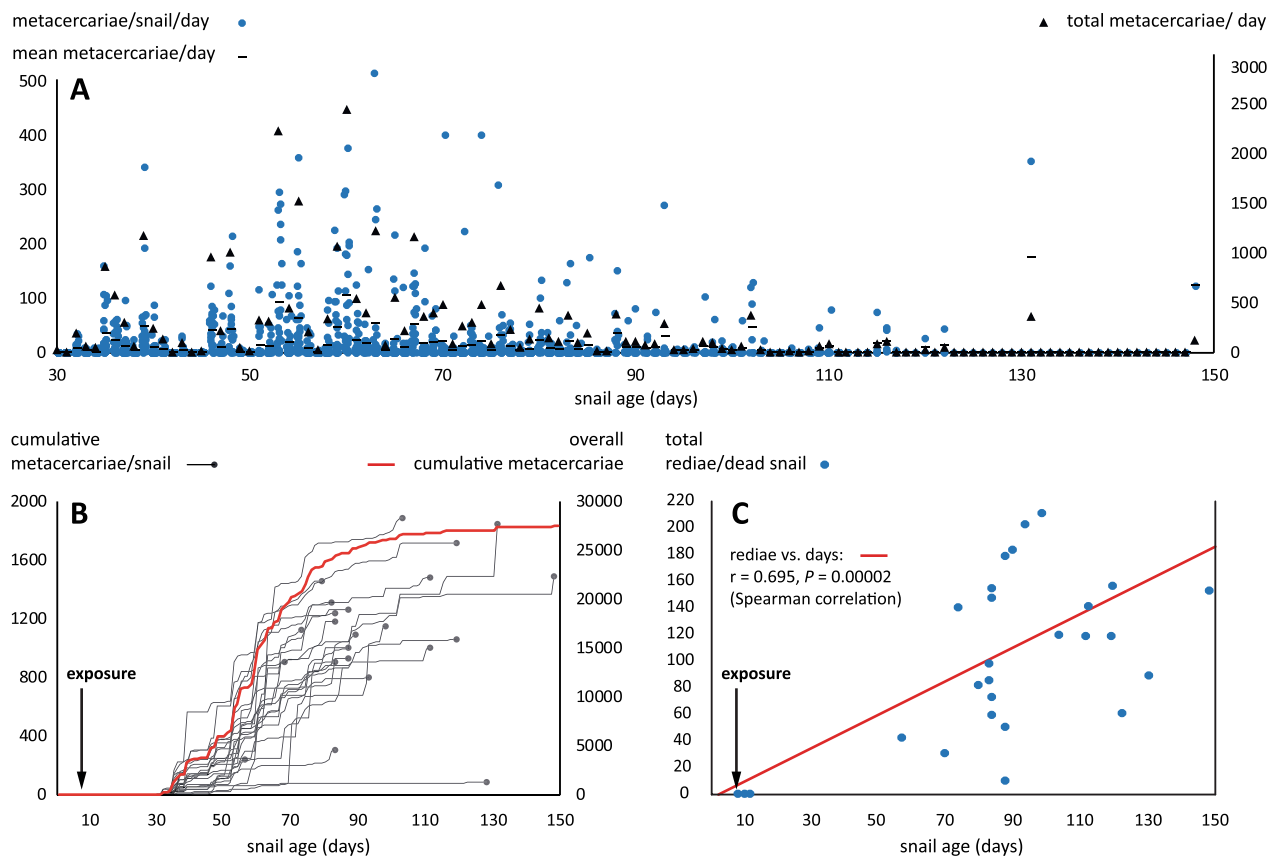 metacercariae/snail/day
mean metacercariae/day
total metacercariae/ day
A
500
400
300
200
100
0
3000
2500
2000
1500
1000
500
0
30 50 70 90 110 130 150
snail age (days)
cumulative
metacercariae/snail
overall
cumulative metacercariae
B
2000
1600
1200
800
400
0
30000
25000
20000
15000
10000
5000
0
exposure
10 30 50 70 90 110 130 150
snail age (days)
total
rediae/dead snail
C
220
200
180
160
140
120
100
80
60
40
20
0
rediae vs. days:
r = 0.695, P = 0.00002
(Spearman correlation)
exposure
10 30 50 70 90 110 130 150
snail age (days)